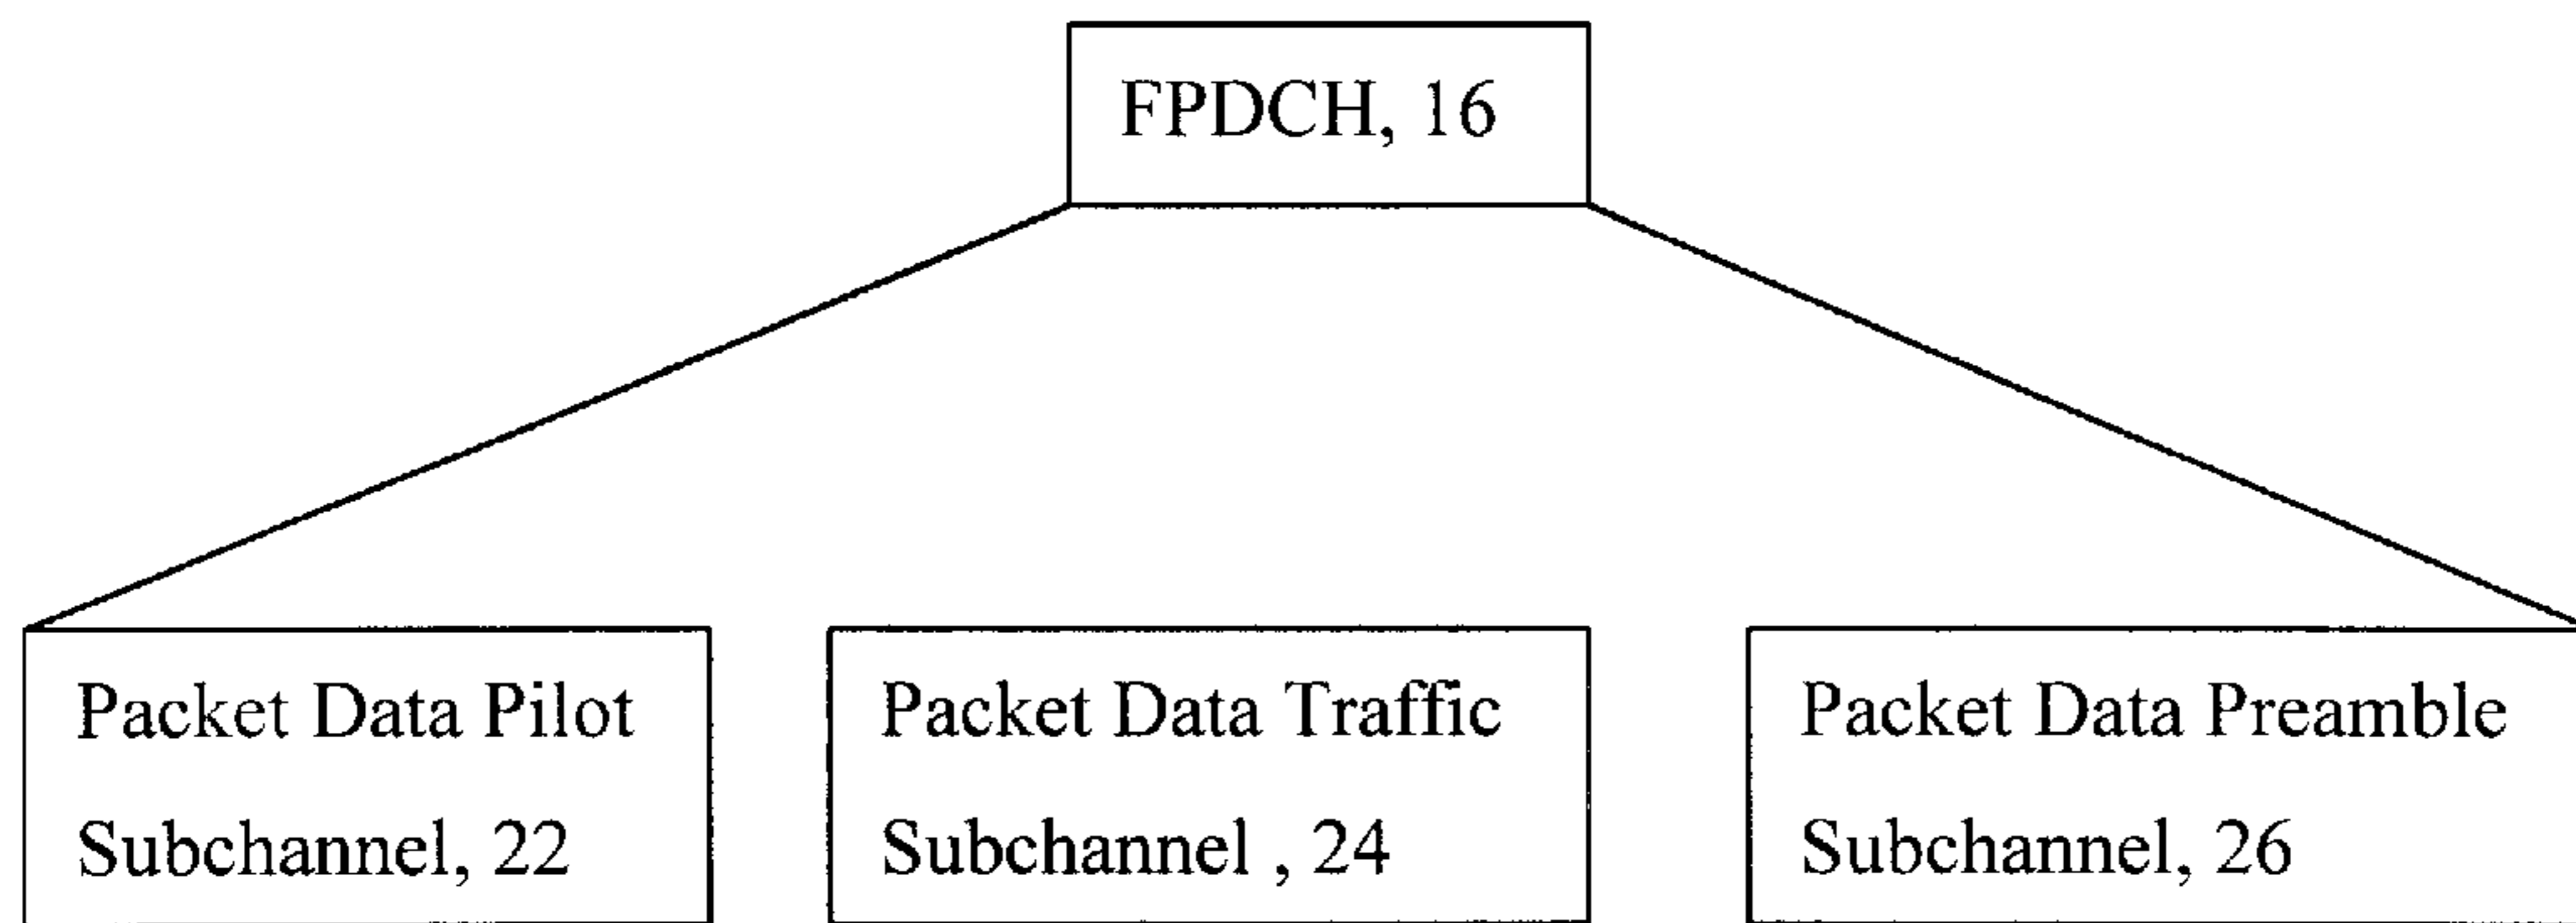 FPDCH, 16
Packet Data Pilot
Subchannel, 22
Packet Data Traffic
Subchannel , 24
Packet Data Preamble
Subchannel, 26